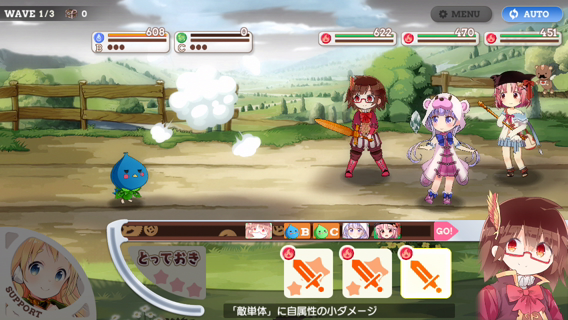 WAVE 1/3 0
MENU
AUTO
608
B
0
C
622
470
451
B C GO!
とっておき
SUPPORT
「敵単体」に自属性の小ダメージ